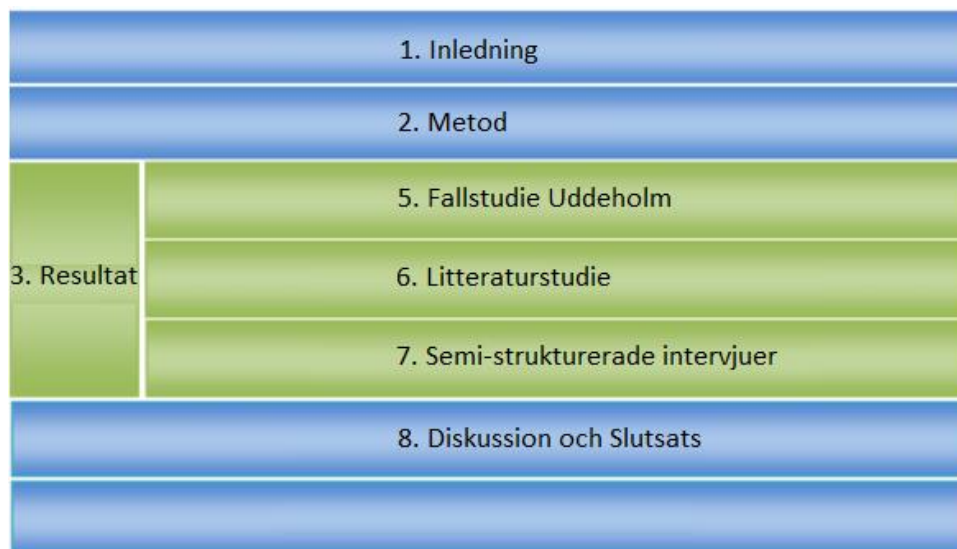 1. Inledning
2. Metod
3. Resultat
5. Fallstudie Uddeholm
6. Litteraturstudie
7. Semi-strukturerade intervjuer
8. Diskussion och Slutsats